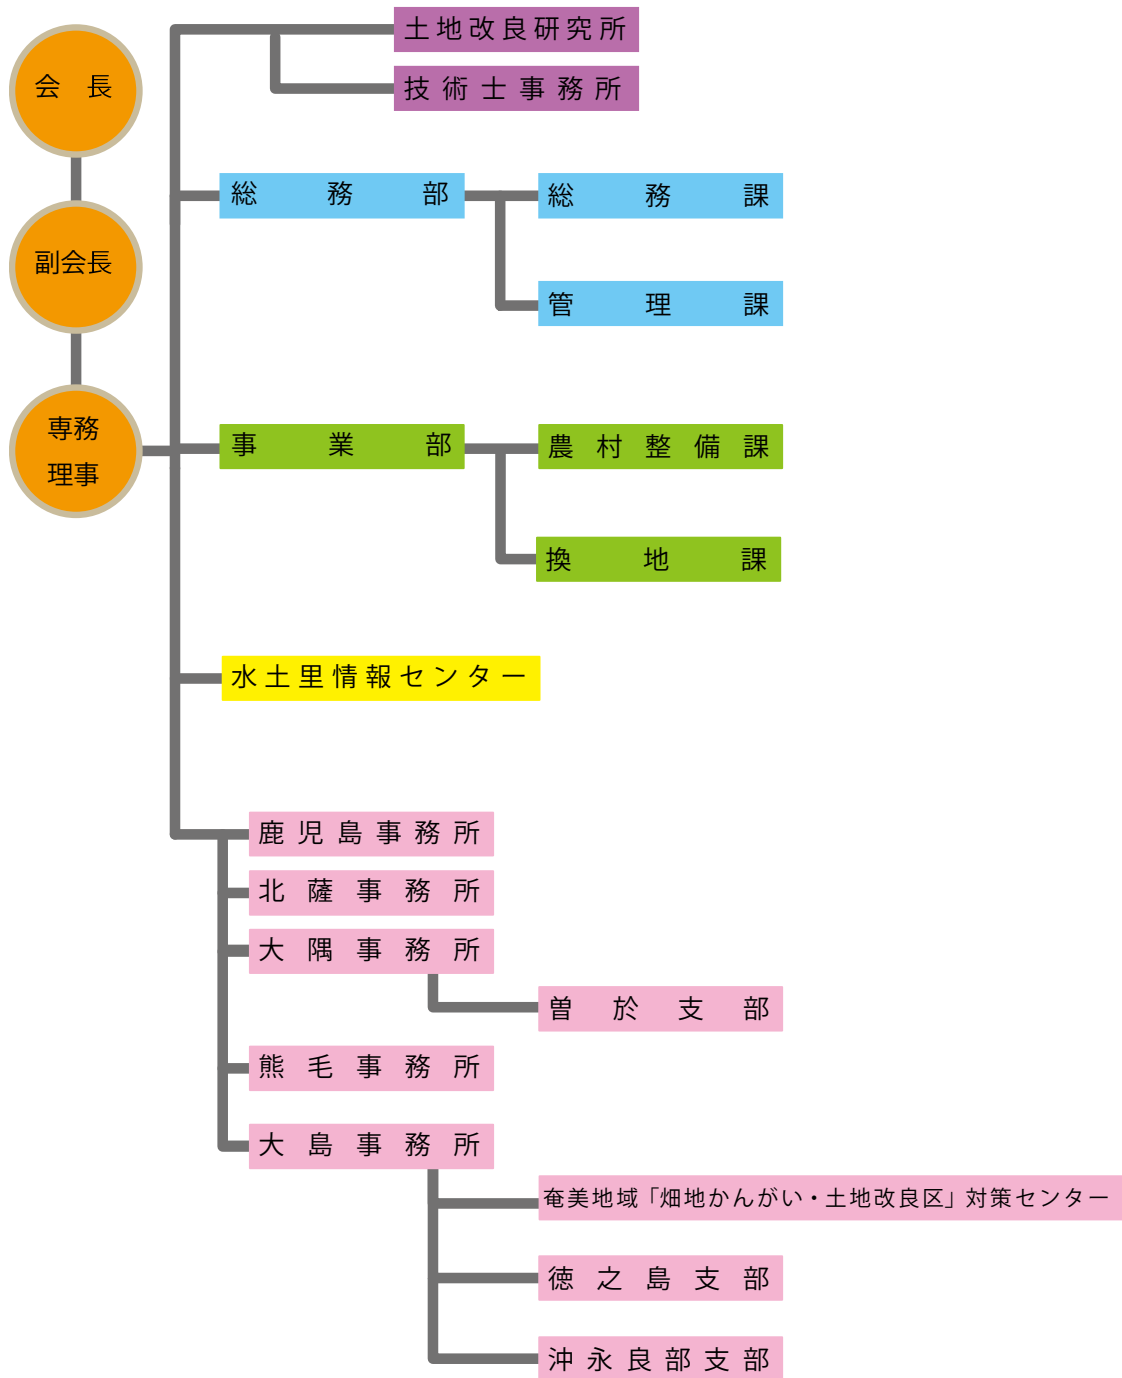 会長
副会長
専務
理事
土地改良研究所
技術士事務所
総務部
総務課
管理課
事業部
農村整備課
換地課
水土里情報センター
鹿児島事務所
北薩事務所
大隅事務所
曽於支部
熊毛事務所
大島事務所
奄美地域「畑地かんがい・土地改良区」対策センター
徳之島支部
沖永良部支部